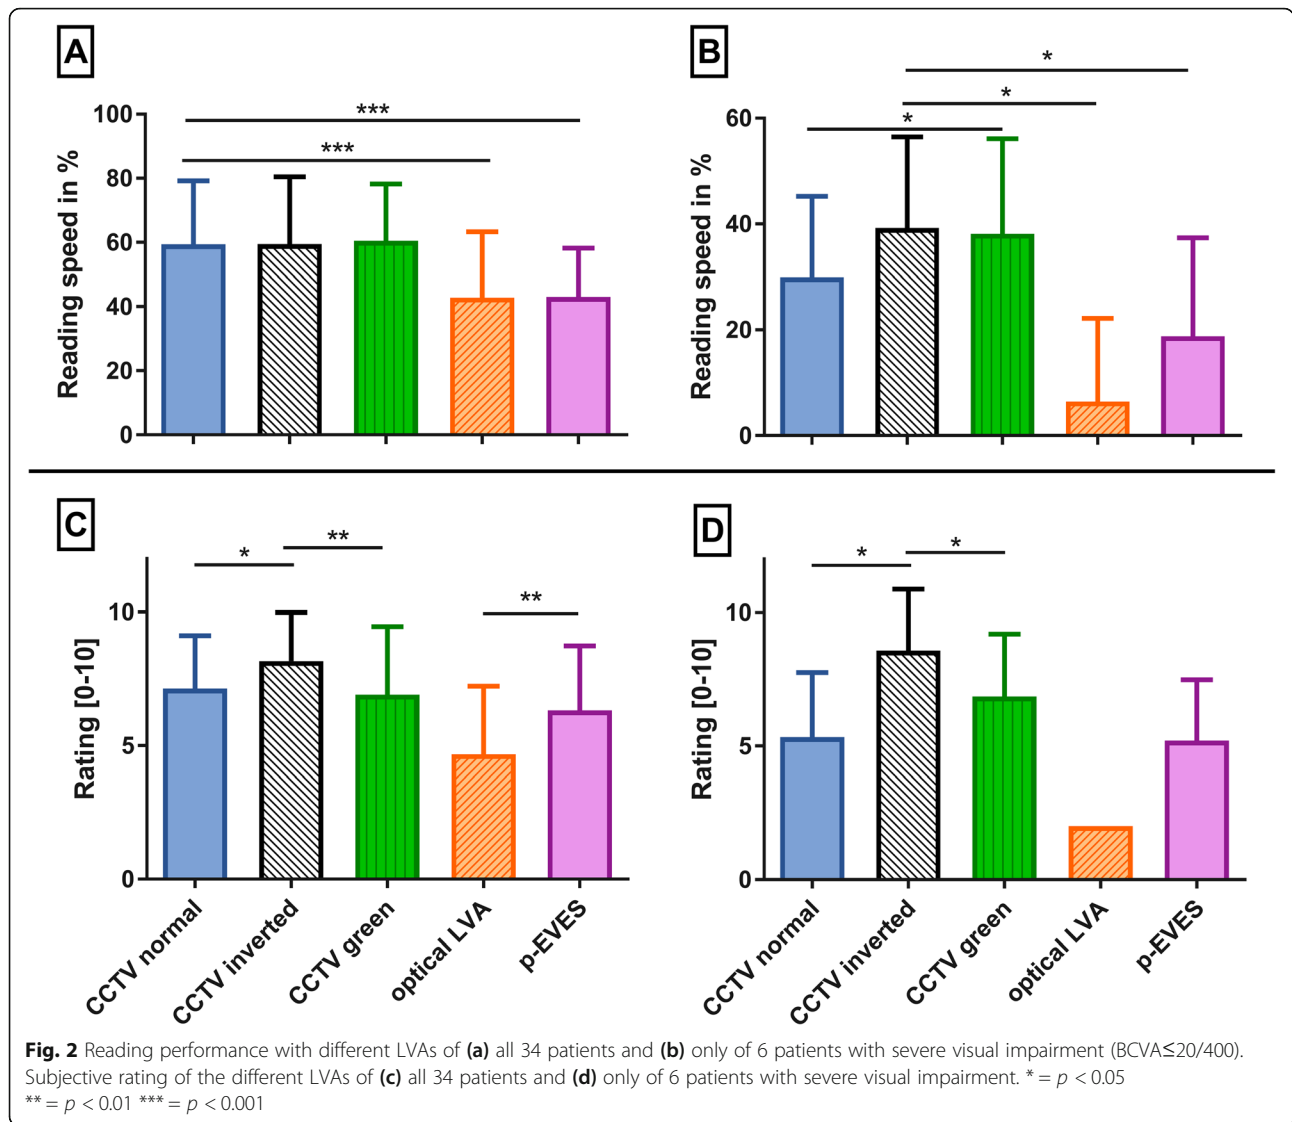 A
B
***
***
Reading speed in %
100
80
60
40
20
0
*
*
*
Reading speed in %
60
40
20
0
C
D
*
**
**
Rating [0-10]
10
5
0
CCTV normal
CCTV inverted
CCTV green
optical LVA
p-EVES
*
*
Rating [0-10]
10
5
0
CCTV normal
CCTV inverted
CCTV green
optical LVA
p-EVES
Fig. 2 Reading performance with different LVAs of (a) all 34 patients and (b) only of 6 patients with severe visual impairment (BCVA≤20/400).
Subjective rating of the different LVAs of (c) all 34 patients and (d) only of 6 patients with severe visual impairment. * = p < 0.05
** = p < 0.01 *** = p < 0.001